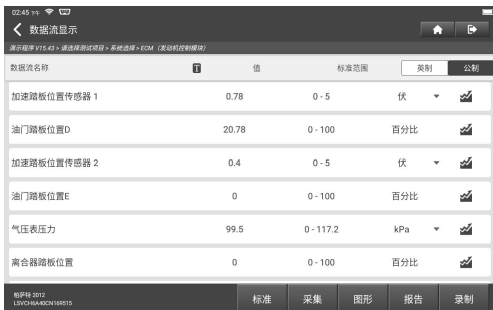 02:45 下午
数据流显示
演示程序 V15.43 > 请选择测试项目 > 系统选择 > ECM（发动机控制模块）
数据流名称 值 标准范围 英制 公制
加速踏板位置传感器 1 0.78 0 - 5 伏
油门踏板位置D 20.78 0 - 100 百分比
加速踏板位置传感器 2 0.4 0 - 5 伏
油门踏板位置E 0 0 - 100 百分比
气压表压力 99.5 0 - 117.2 kPa
离合器踏板位置 0 0 - 100 百分比
帕萨特 2012
LSVCH6A40CN169515
标准 采集 图形 报告 录制